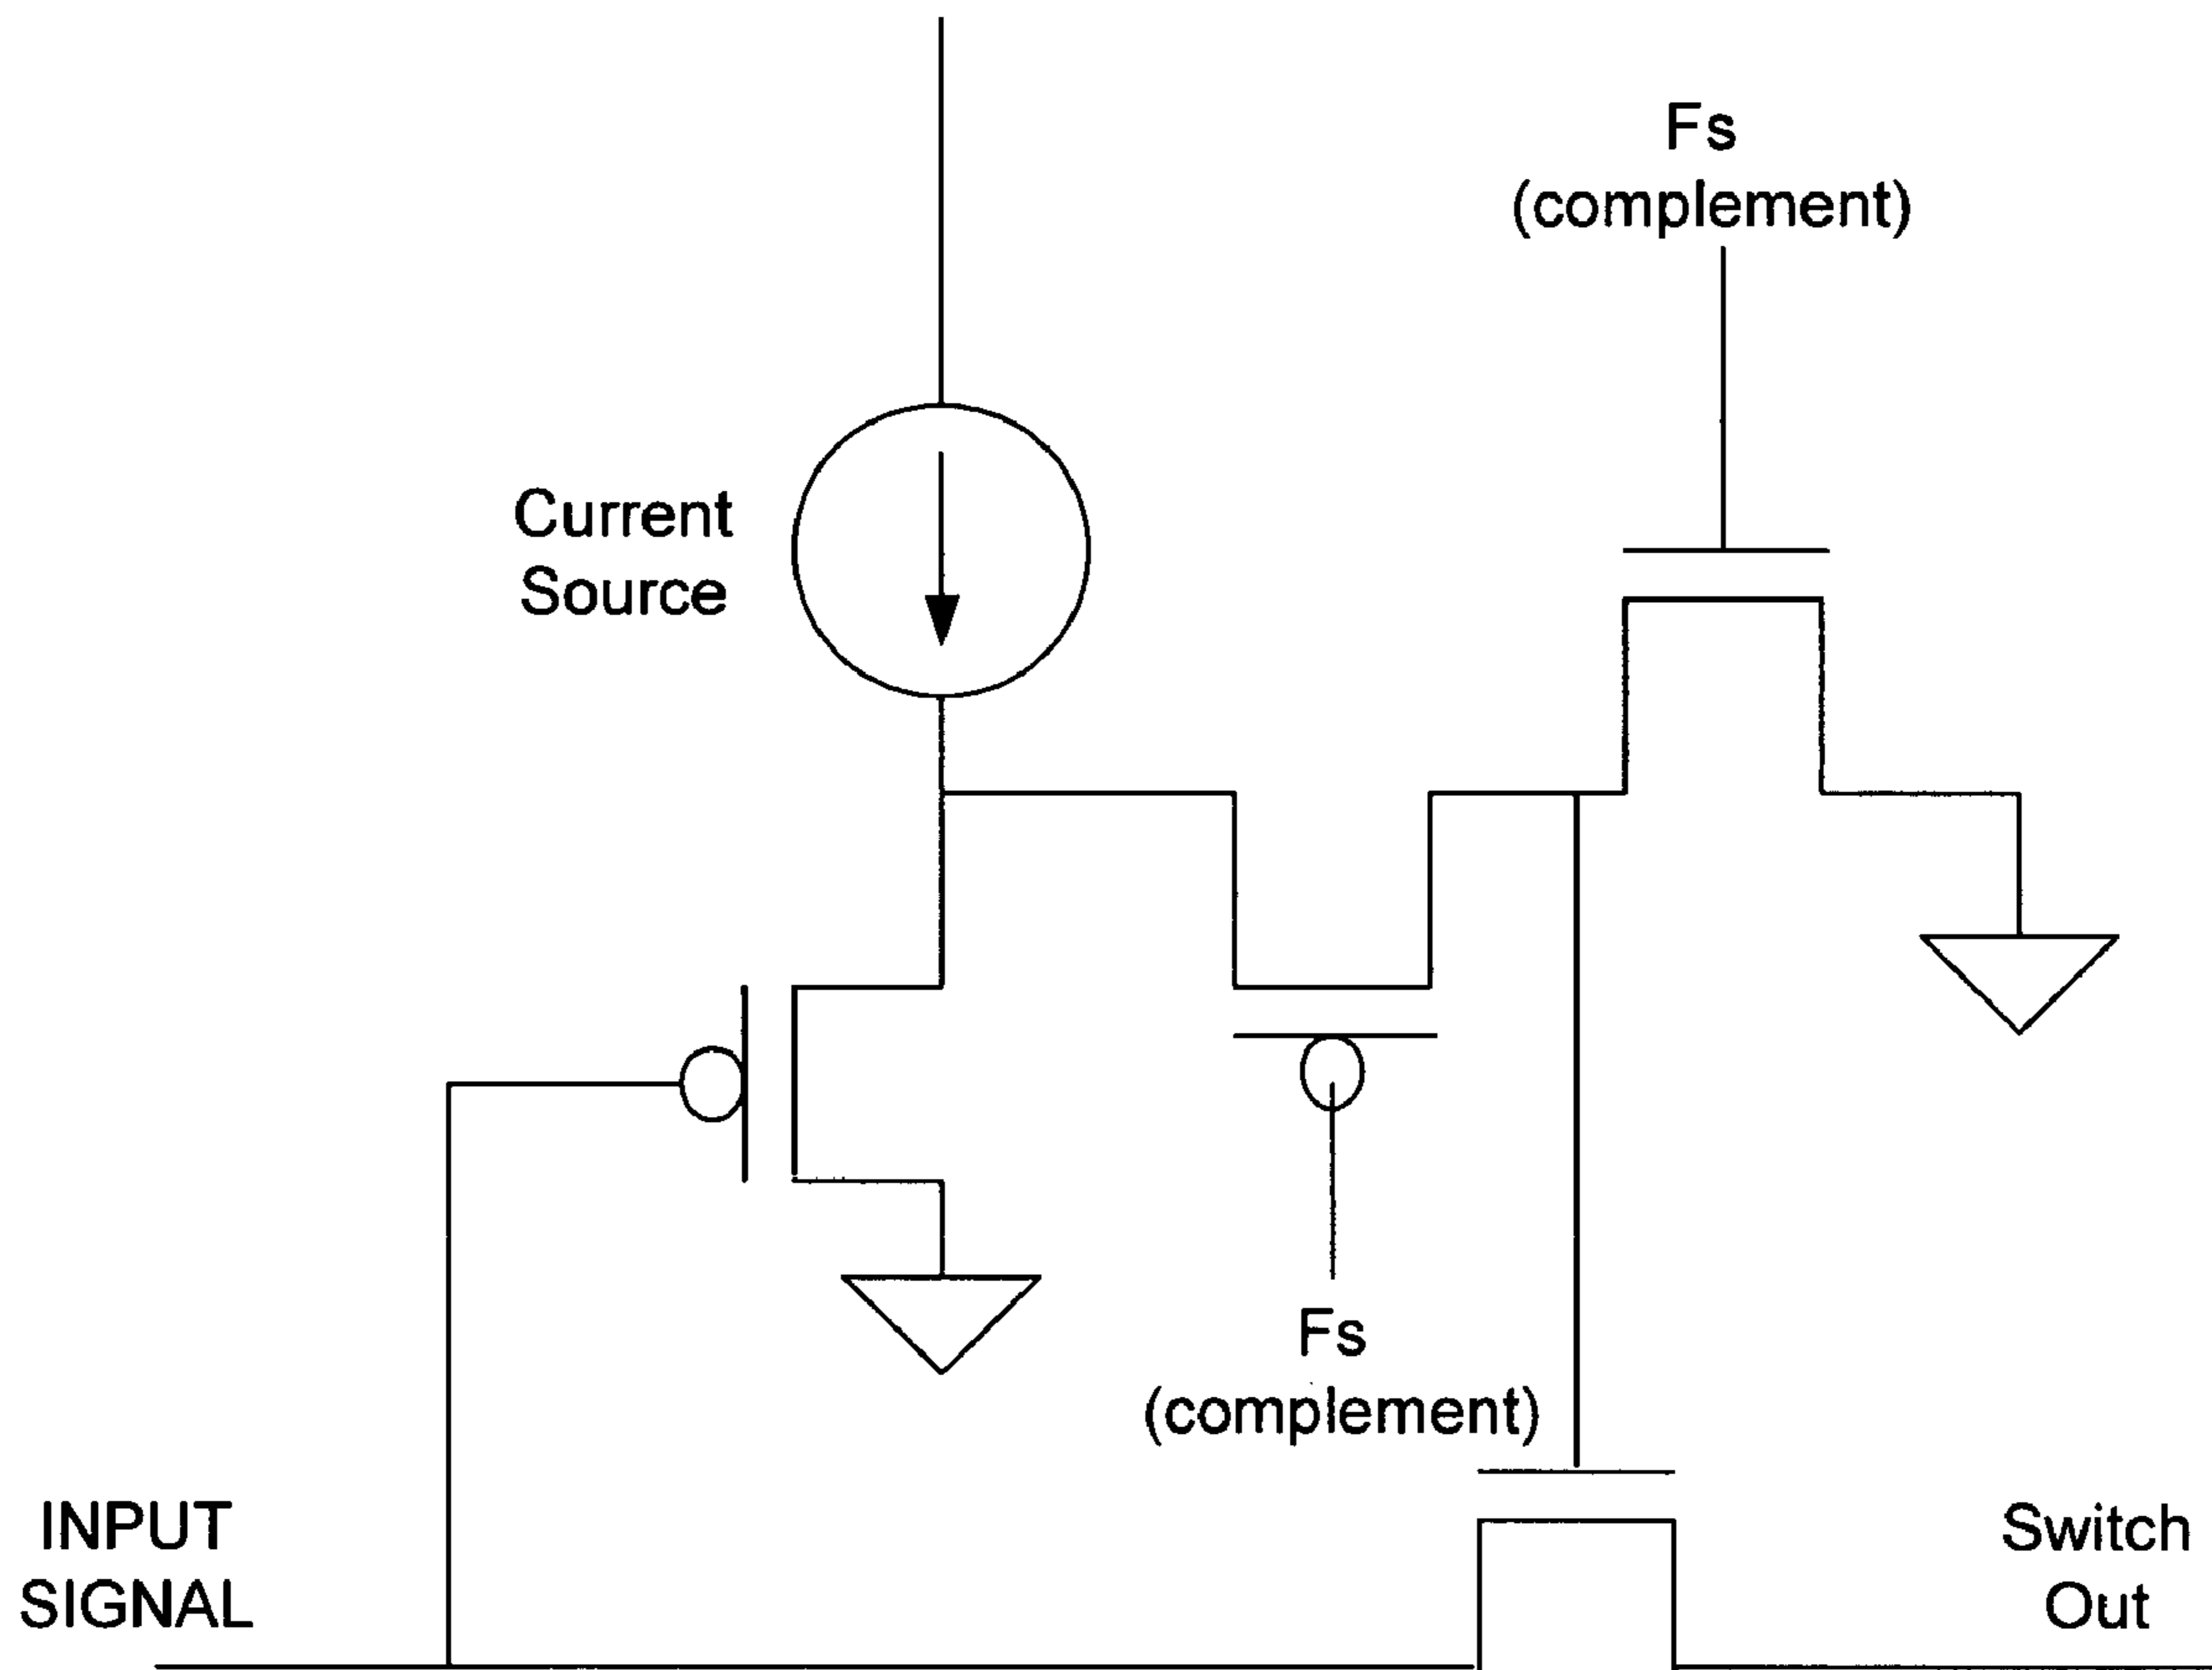 Fs
(complement)
Current
Source
Fs
(complement)
INPUT
SIGNAL
Switch
Out